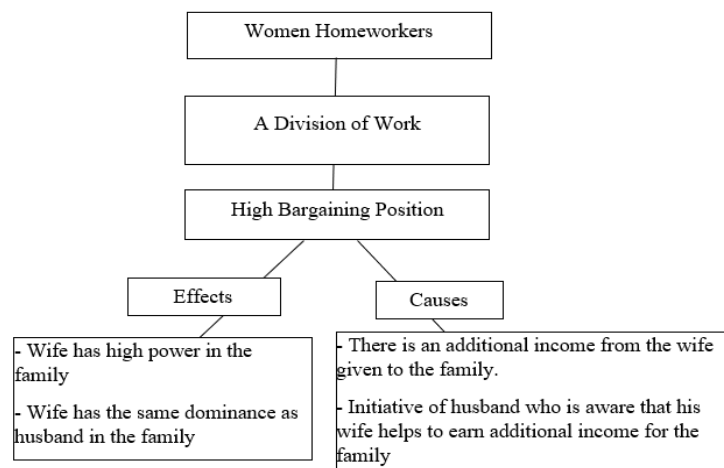 Women Homeworkers
A Division of Work
High Bargaining Position
Effects
Causes
- Wife has high power in the
family
- Wife has the same dominance as
husband in the family
- There is an additional income from the wife
given to the family.
- Initiative of husband who is aware that his
wife helps to earn additional income for the
family